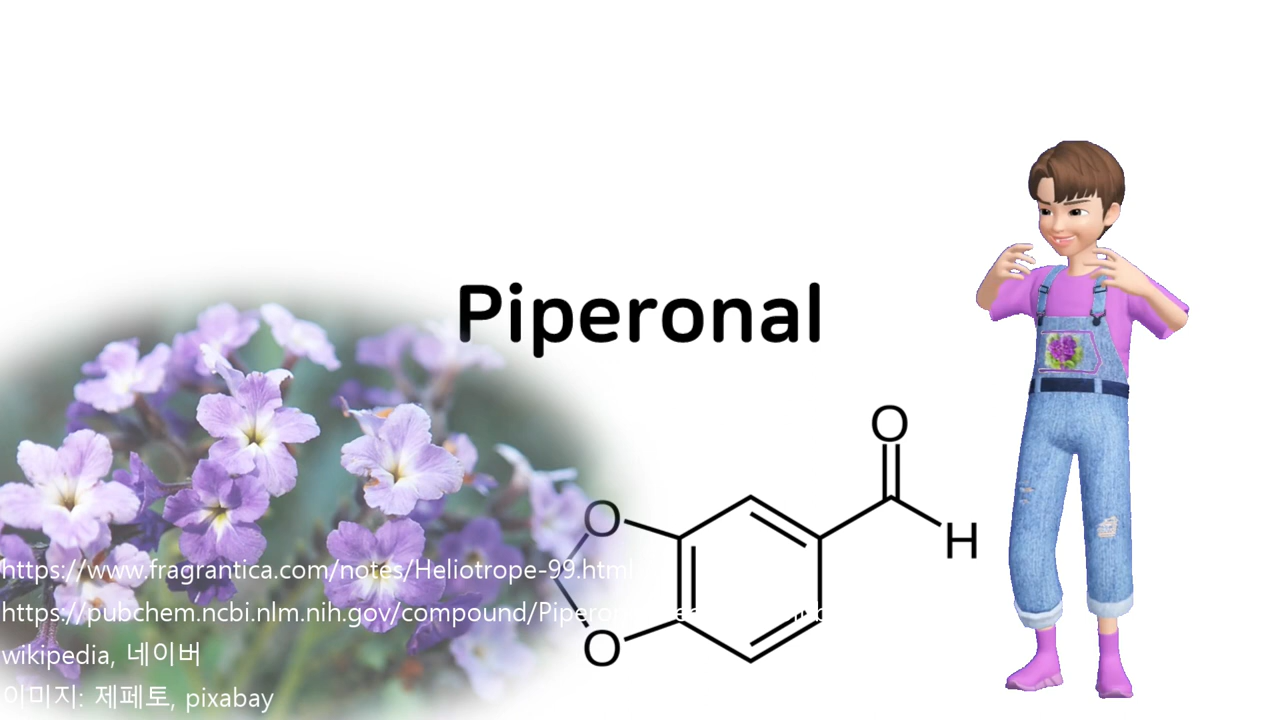 Piperonal
O
H
O
O
https://www.fragrantica.com/notes/Heliotrope-99.html
https://pubchem.ncbi.nlm.nih.gov/compound/
wikipedia, 네이버
이미지: 제페토, pixabay